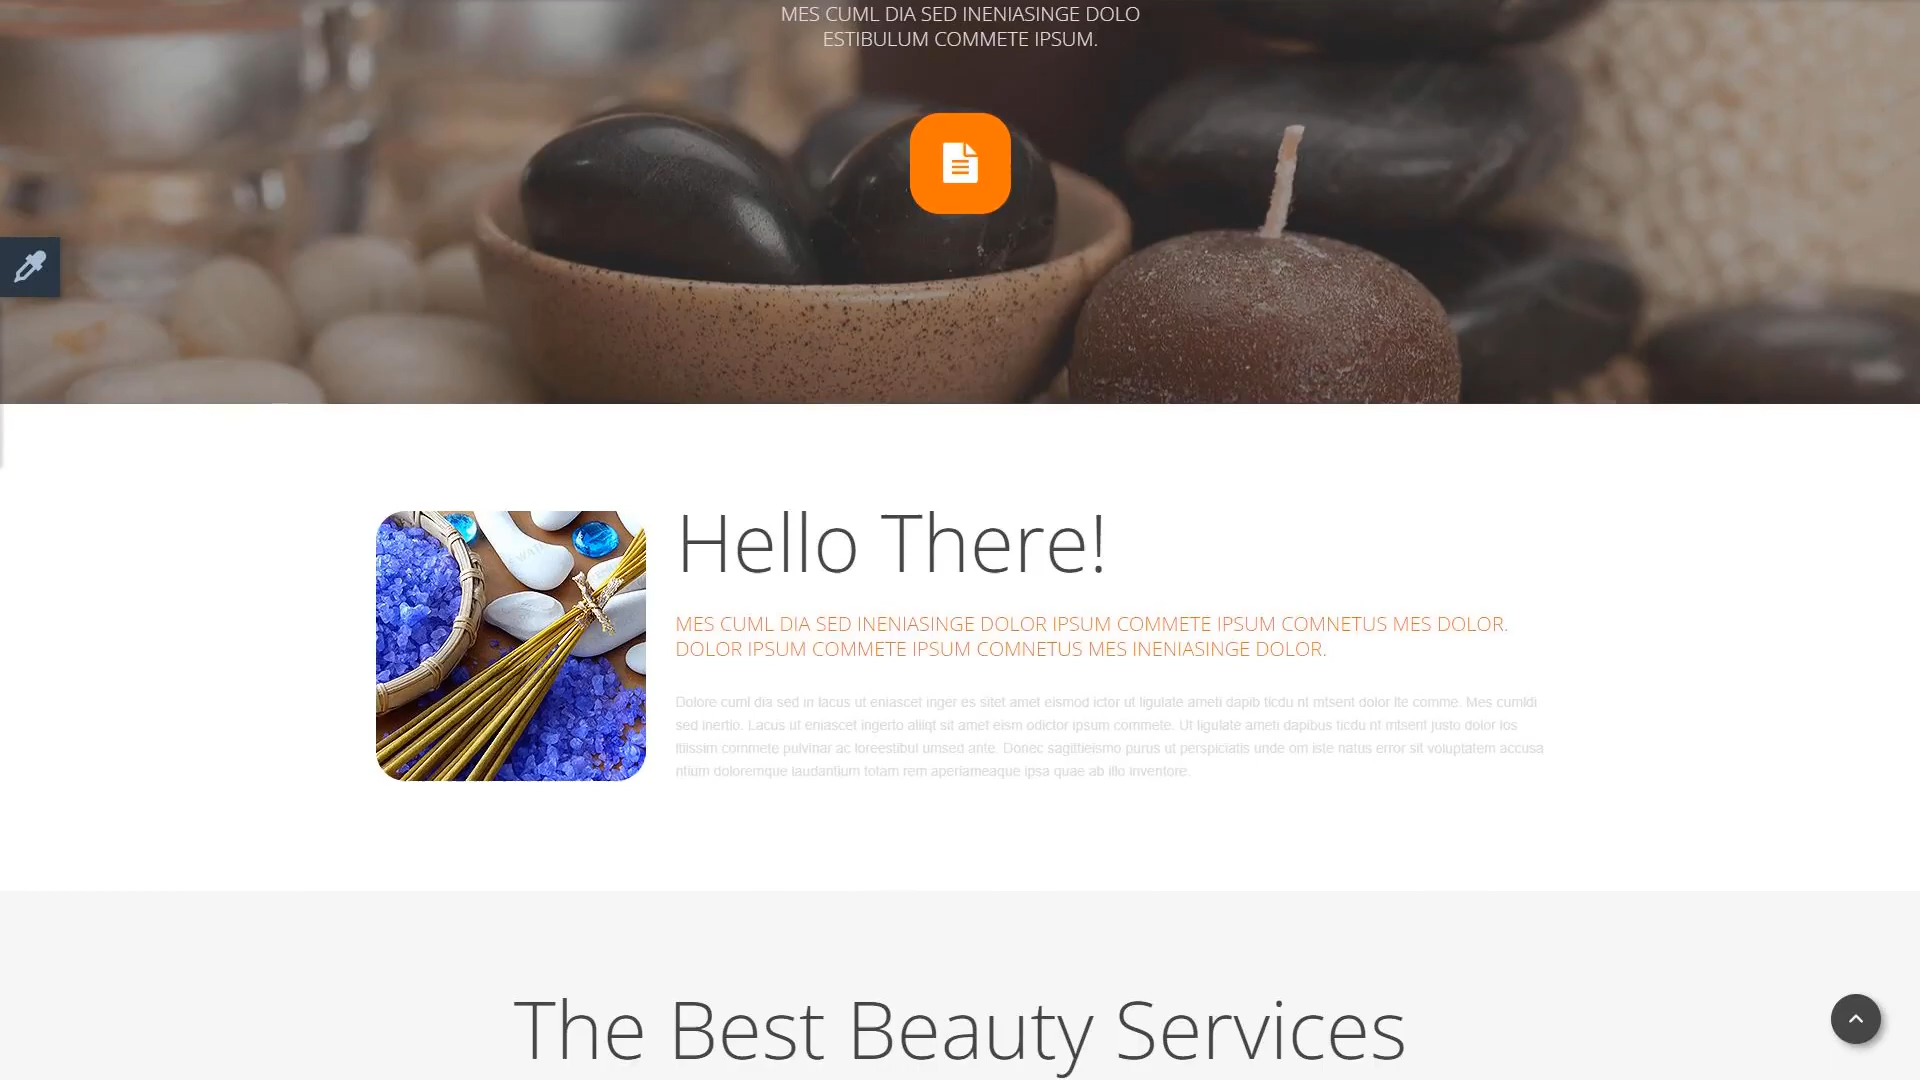 MES CUML DIA SED INENIASINGE DOLO
ESTIBULUM COMMETE IPSUM.
Hello There!
MES CUML DIA SED INENIASINGE DOLOR IPSUM COMMETE IPSUM COMNETUS MES DOLOR.
DOLOR IPSUM COMMETE IPSUM COMNETUS MES INENIASINGE DOLOR.
Dolore cuml dia sed in lacus ut eniascet inger es sitet amet eismod ictor ut ligulate ameti dapib ticdu nt mtsent dolor lte comme. Mes cumldi
sed inertio. Lacus ut eniascet ingerto aliiqt sit amet eism odictor ipsum commete. Ut ligulate ameti dapibus ticdu nt mtsent justo dolor los
ltiissim commete pulvinar ac loreestibul umsed ante. Donec sagittieismo purus ut perspiciatis unde om iste natus error sit voluptatem accusa
ntium doloremque laudantium totam rem aperiameaque ipsa quae ab illo inventore.
The Best Beauty Services